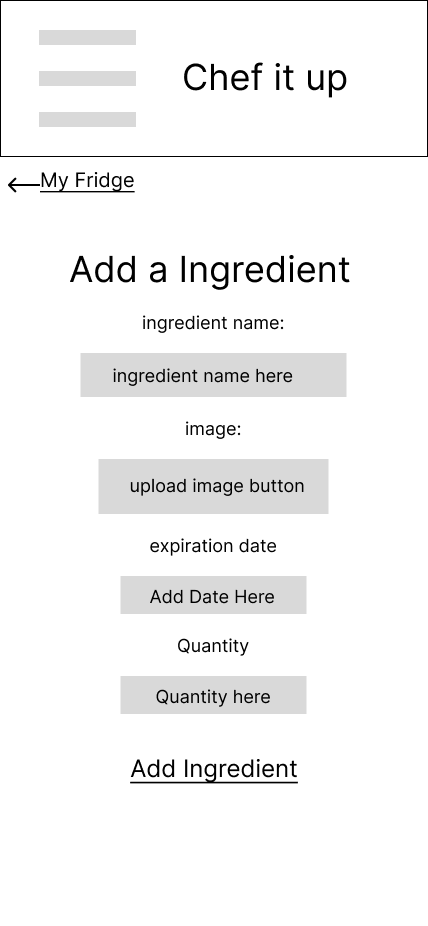 Chef it up
My Fridge
Add a Ingredient
ingredient name:
ingredient name here
image:
upload image button
expiration date
Add Date Here
Quantity
Quantity here
Add Ingredient